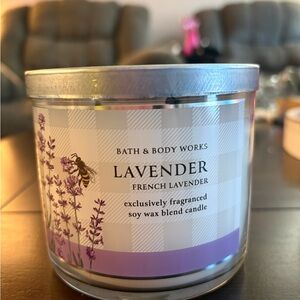 BATH & BODY WORKS
LAVENDER
FRENCH LAVENDER
exclusively fragranced
soy wax blend candle